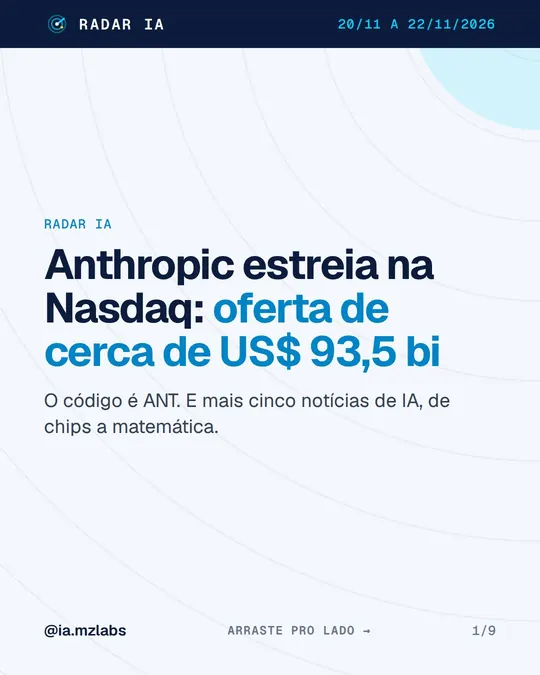 RADAR IA
20/11 A 22/11/2026
RADAR IA
Anthropic estreia na
Nasdaq: oferta de
cerca de US$ 93,5 bi
O código é ANT. E mais cinco notícias de IA, de
chips a matemática.
@ia.mzlabs
ARRASTE PRO LADO →
1/9